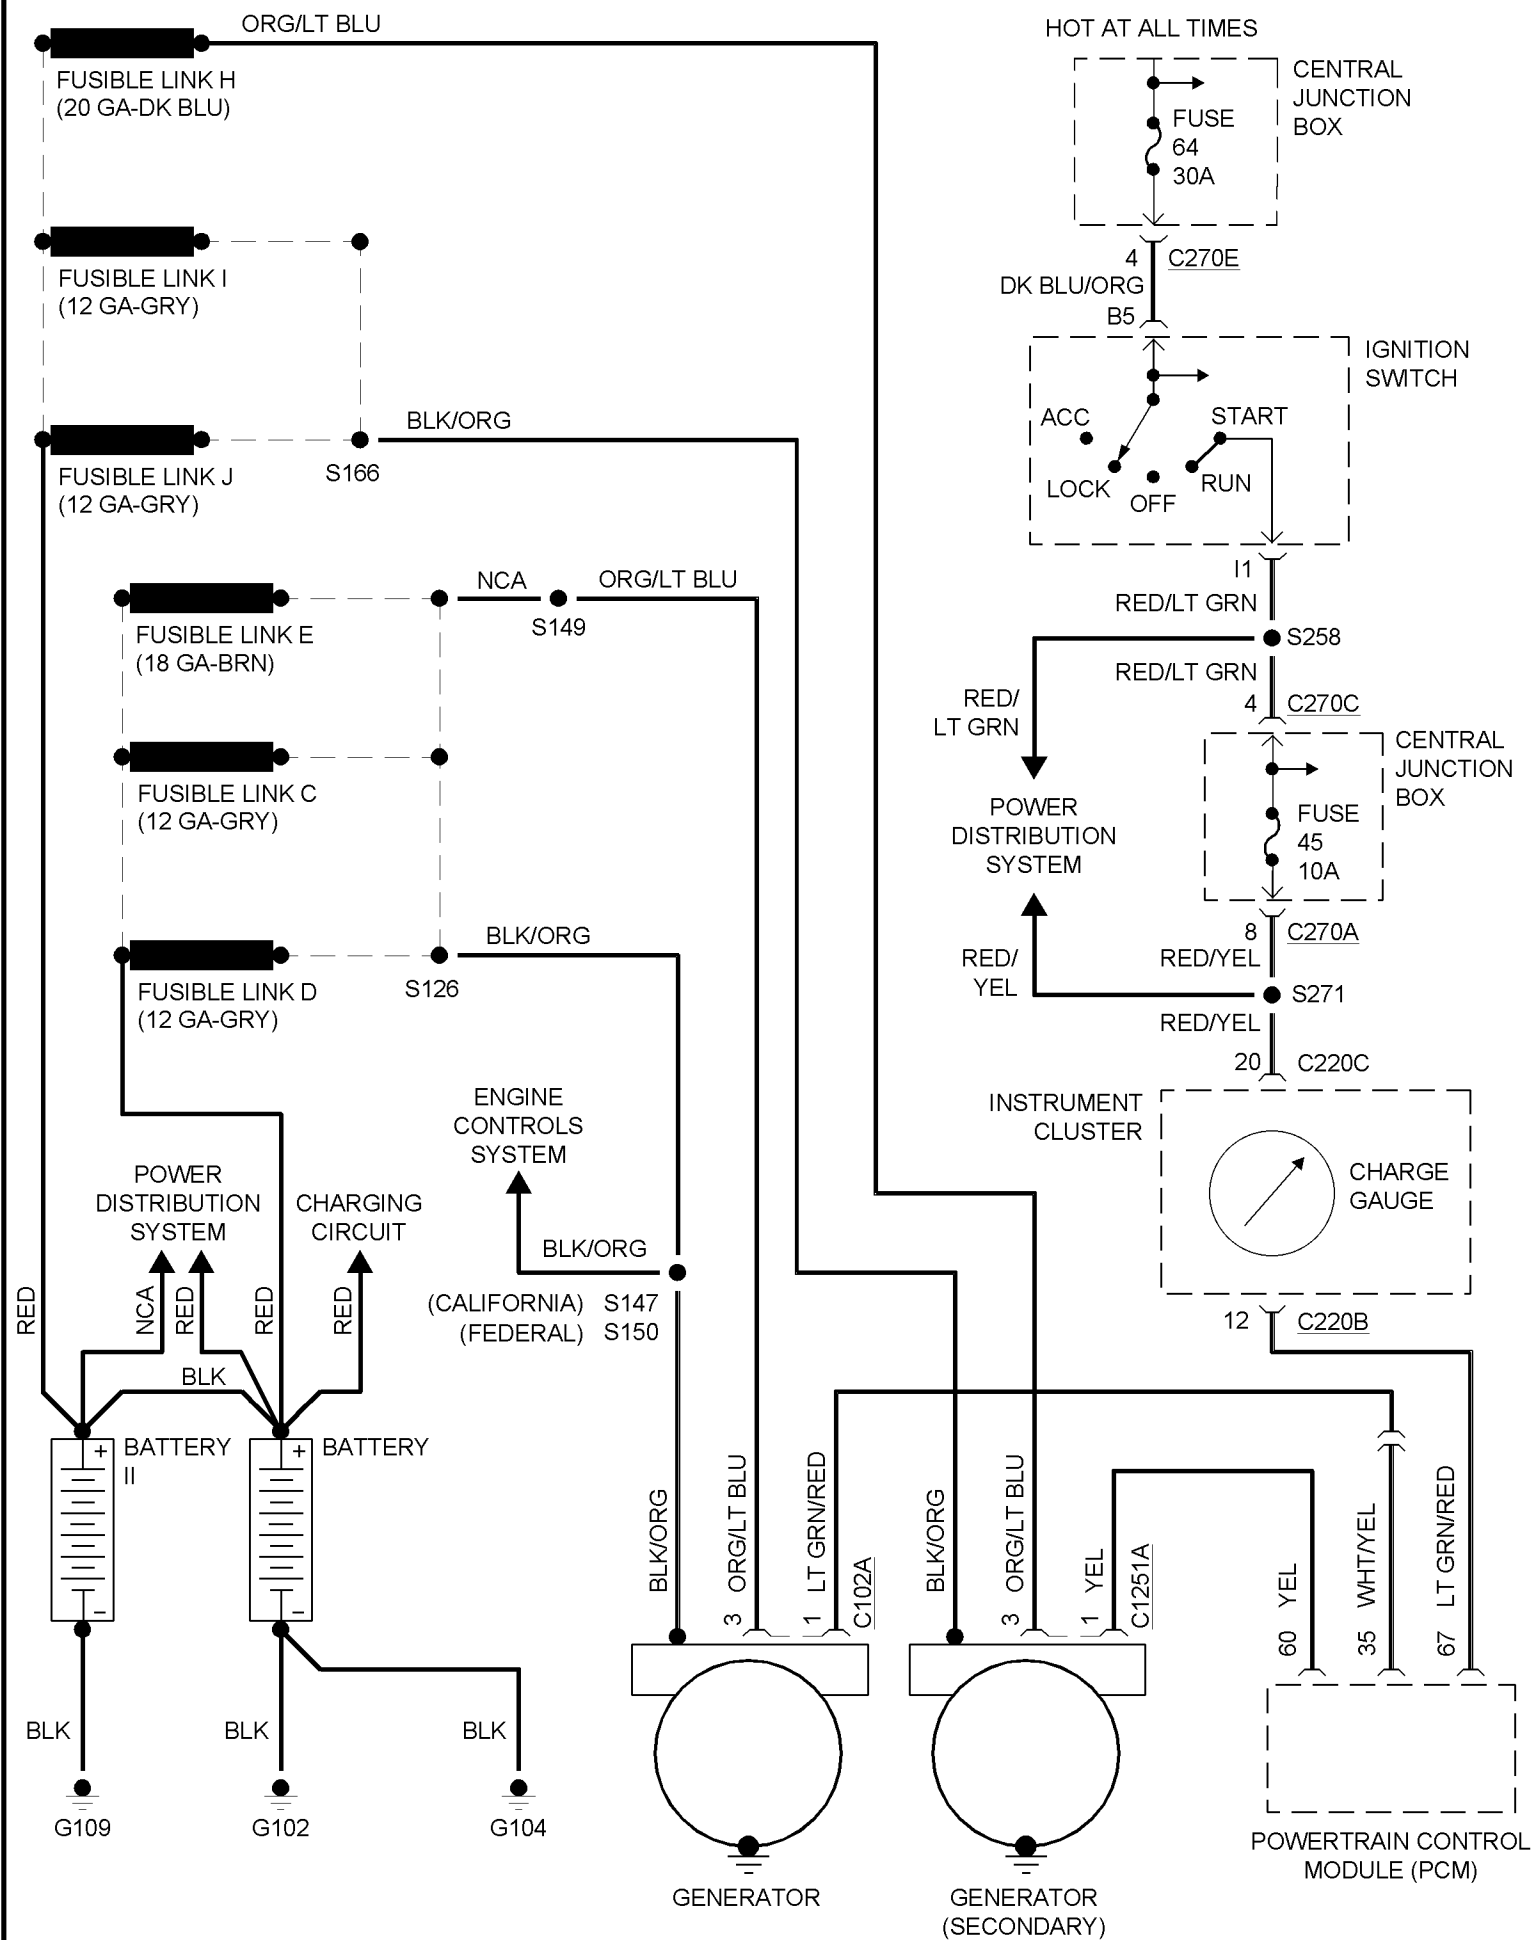 ORG/LT BLU
FUSIBLE LINK H
(20 GA-DK BLU)
FUSIBLE LINK I
(12 GA-GRY)
BLK/ORG
S166
FUSIBLE LINK J
(12 GA-GRY)
NCA
ORG/LT BLU
S149
FUSIBLE LINK E
(18 GA-BRN)
FUSIBLE LINK C
(12 GA-GRY)
BLK/ORG
S126
FUSIBLE LINK D
(12 GA-GRY)
ENGINE
CONTROLS
SYSTEM
BLK/ORG
(CALIFORNIA) S147
(FEDERAL) S150
POWER
DISTRIBUTION
SYSTEM
CHARGING
CIRCUIT
RED
NCA
RED
RED
RED
BLK
+
BATTERY
II
–
+
BATTERY
–
BLK
BLK
BLK
G109
G102
G104
HOT AT ALL TIMES
CENTRAL
JUNCTION
BOX
FUSE
64
30A
4
C270E
DK BLU/ORG
B5
IGNITION
SWITCH
ACC
START
LOCK
OFF
RUN
I1
RED/LT GRN
S258
RED/LT GRN
4
C270C
RED/
LT GRN
CENTRAL
JUNCTION
BOX
FUSE
45
10A
POWER
DISTRIBUTION
SYSTEM
8
C270A
RED/YEL
RED/
YEL
S271
RED/YEL
20
C220C
INSTRUMENT
CLUSTER
CHARGE
GAUGE
12
C220B
BLK/ORG
3
ORG/LT BLU
1
LT GRN/RED
C102A
BLK/ORG
3
ORG/LT BLU
1
YEL
C1251A
60
YEL
35
WHT/YEL
67
LT GRN/RED
GENERATOR
GENERATOR
(SECONDARY)
POWERTRAIN CONTROL
MODULE (PCM)